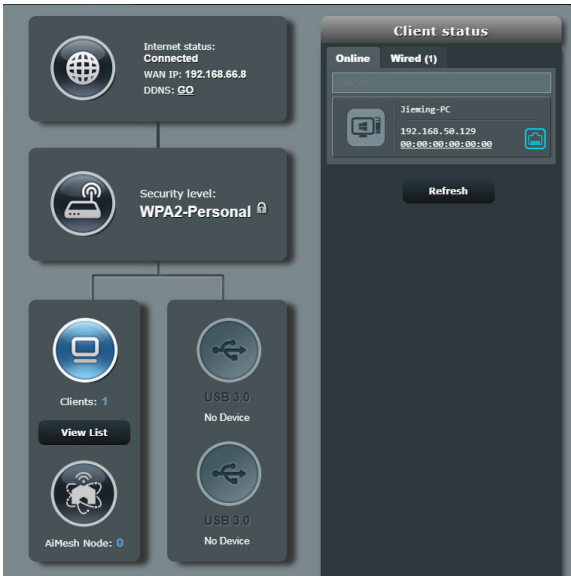 Internet status:
Connected
WAN IP: 192.168.66.8
DDNS: GO
Security level:
WPA2-Personal
Clients: 1
View List
AiMesh Node: 0
USB 3.0
No Device
USB 3.0
No Device
Client status
Online Wired (1)
Search
Jieming-PC
192.168.50.129
00:00:00:00:00:00
Refresh